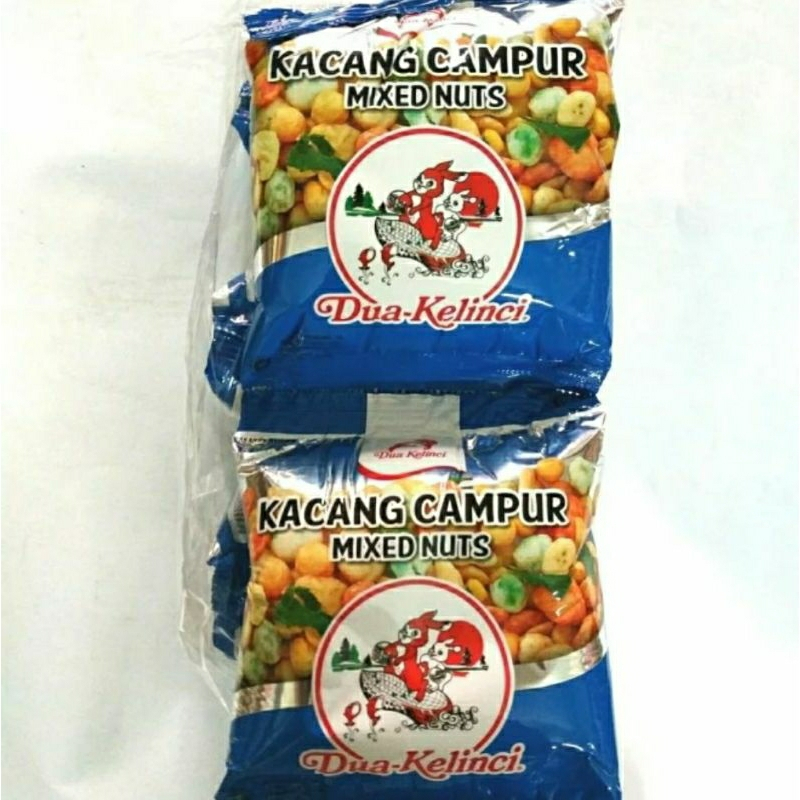 KACANG CAMPUR
MIXED NUTS
Dua-Kelinci
Dua Kelinci
KACANG CAMPUR
MIXED NUTS
Dua-Kelinci